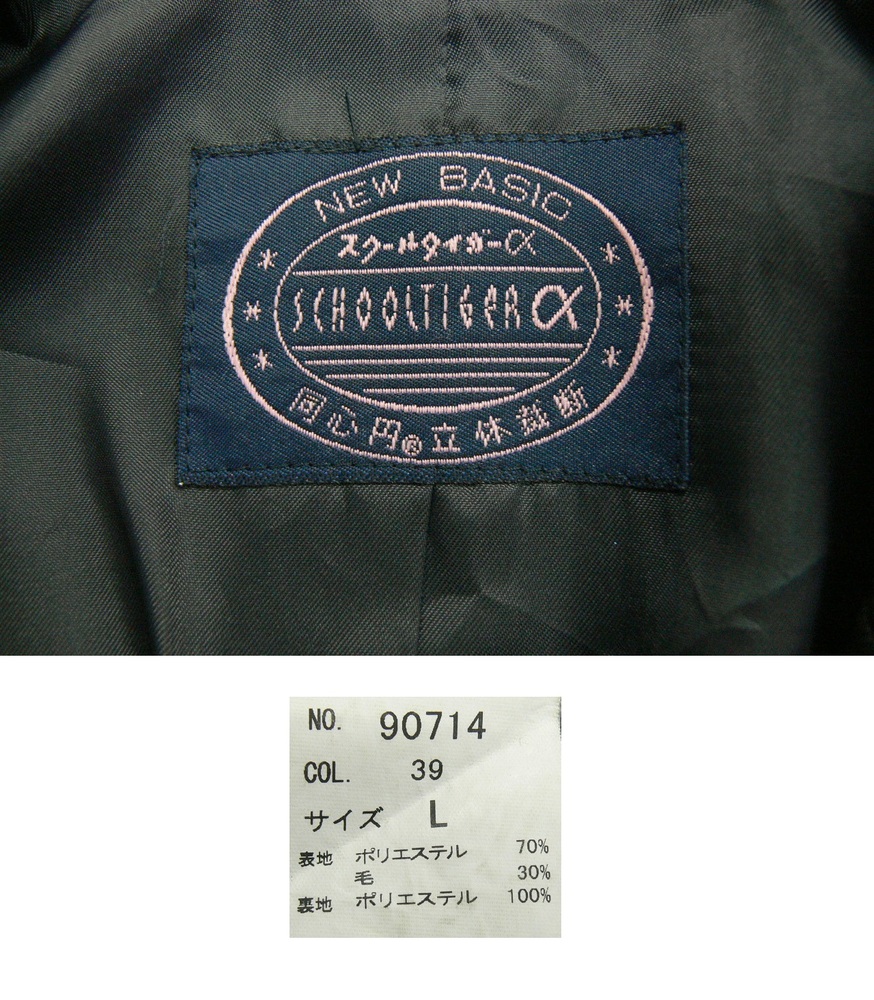 NEW BASIC
スクールタイガーα
SCHOOLTIGER α
同心円®立体裁断
NO. 90714
COL. 39
サイズ L
表地 ポリエステル 70%
毛 30%
裏地 ポリエステル 100%